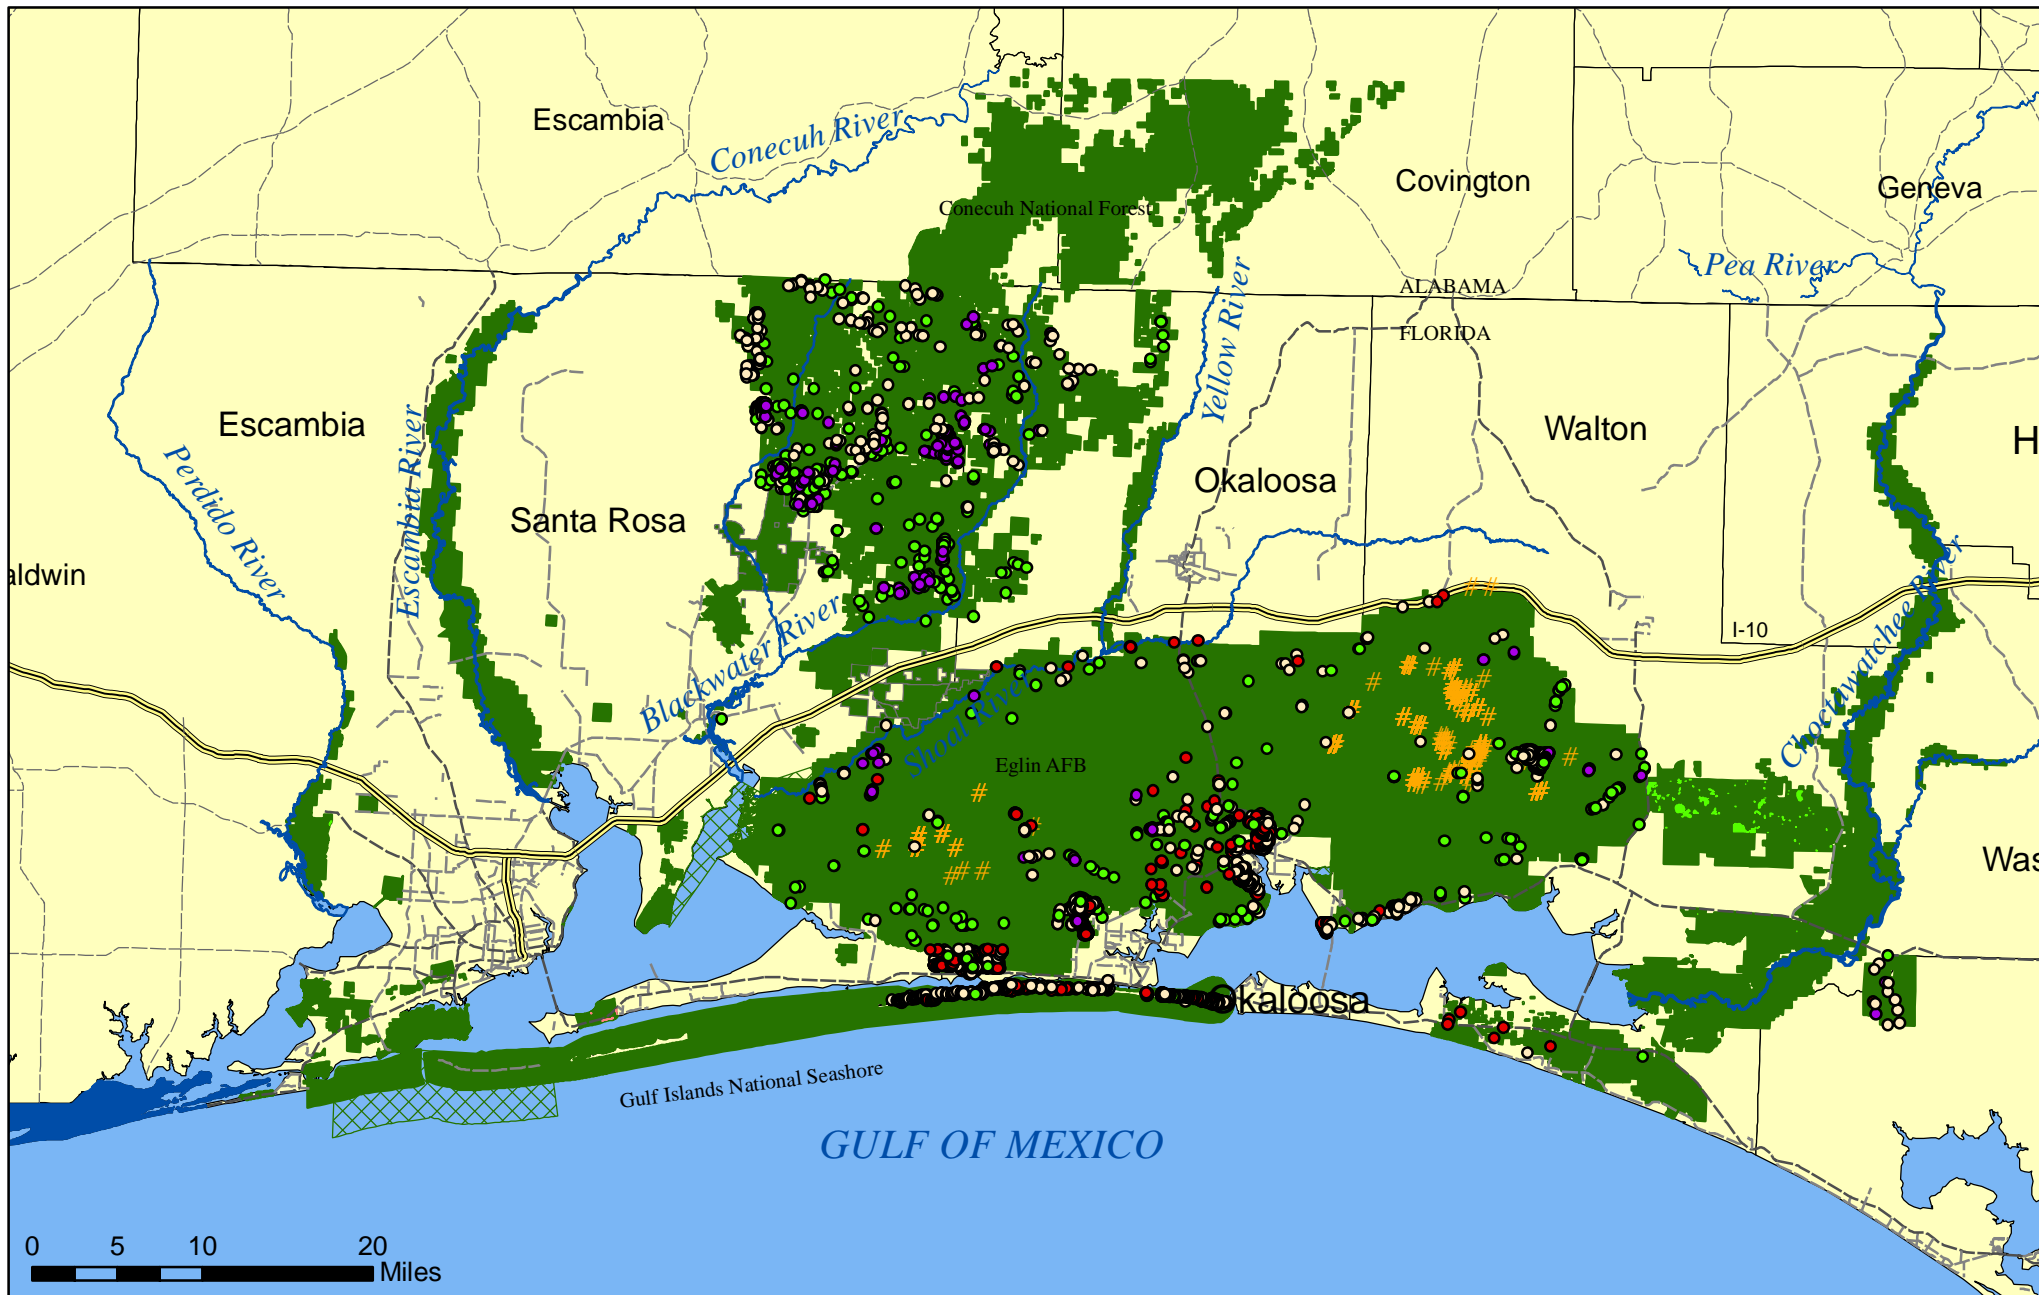 Escambia
Conecuh River
Covington
Geneva
Conecuh National Forest
Pea River
ALABAMA
FLORIDA
Yellow River
Escambia
Walton
H
Perdido River
Escambia River
Okaloosa
Santa Rosa
aldwin
Choctawhatchee River
I-10
Blackwater River
Shoal River
Eglin AFB
Was
Okaloosa
Gulf Islands National Seashore
GULF OF MEXICO
0 5 10 20
Miles